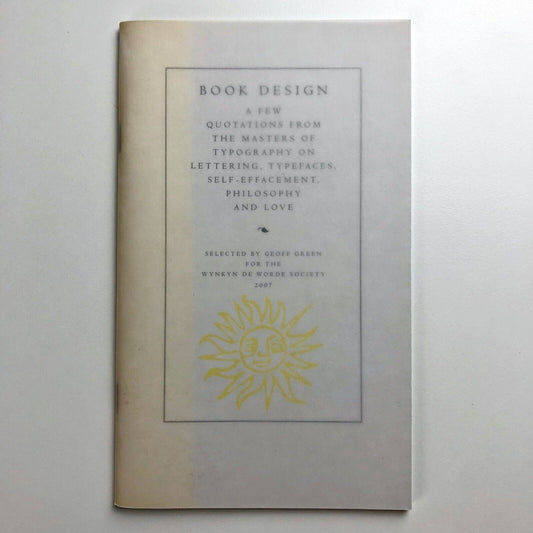 BOOK DESIGN
A FEW
QUOTATIONS FROM
THE MASTERS OF
TYPOGRAPHY ON
LETTERING, TYPEFACES,
SELF-EFFACEMENT,
PHILOSOPHY
AND LOVE
SELECTED BY GEOFF GREEN
FOR THE
WYNKYN DE WORDE SOCIETY
2007